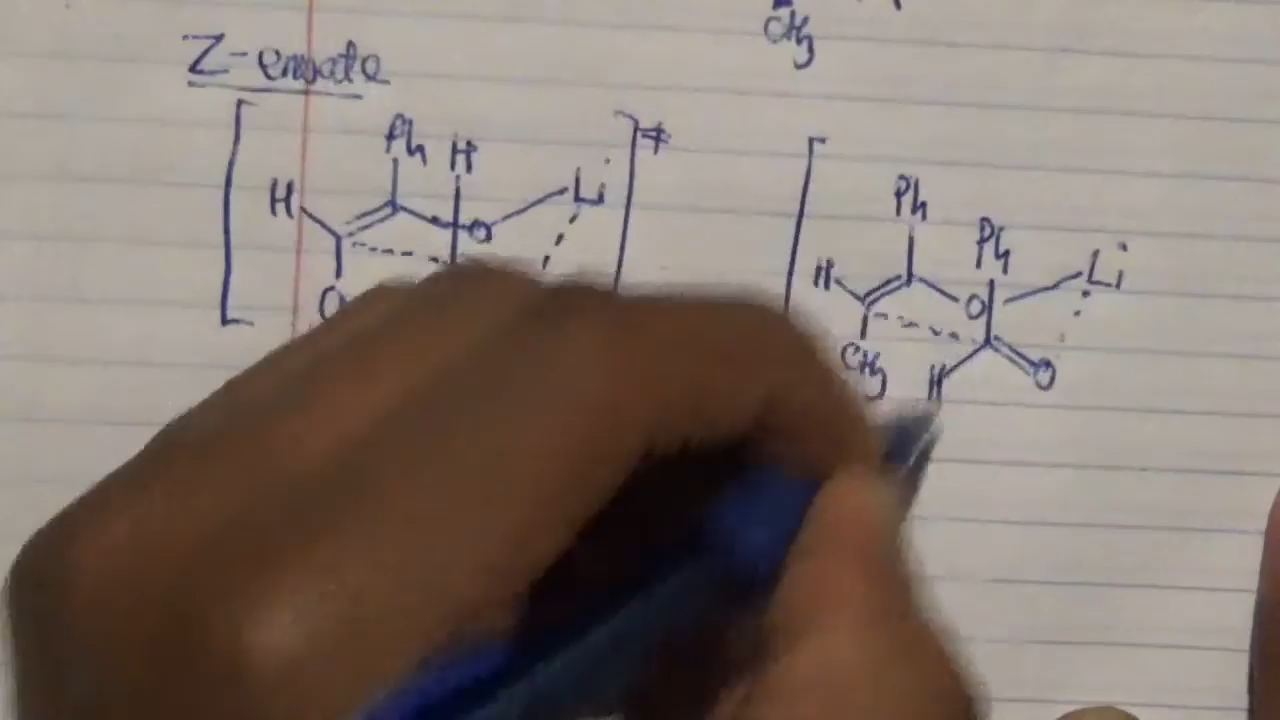 CH3
Z-enolate
Ph H H O Li ≠
Ph Ph H O Li CH3 H O